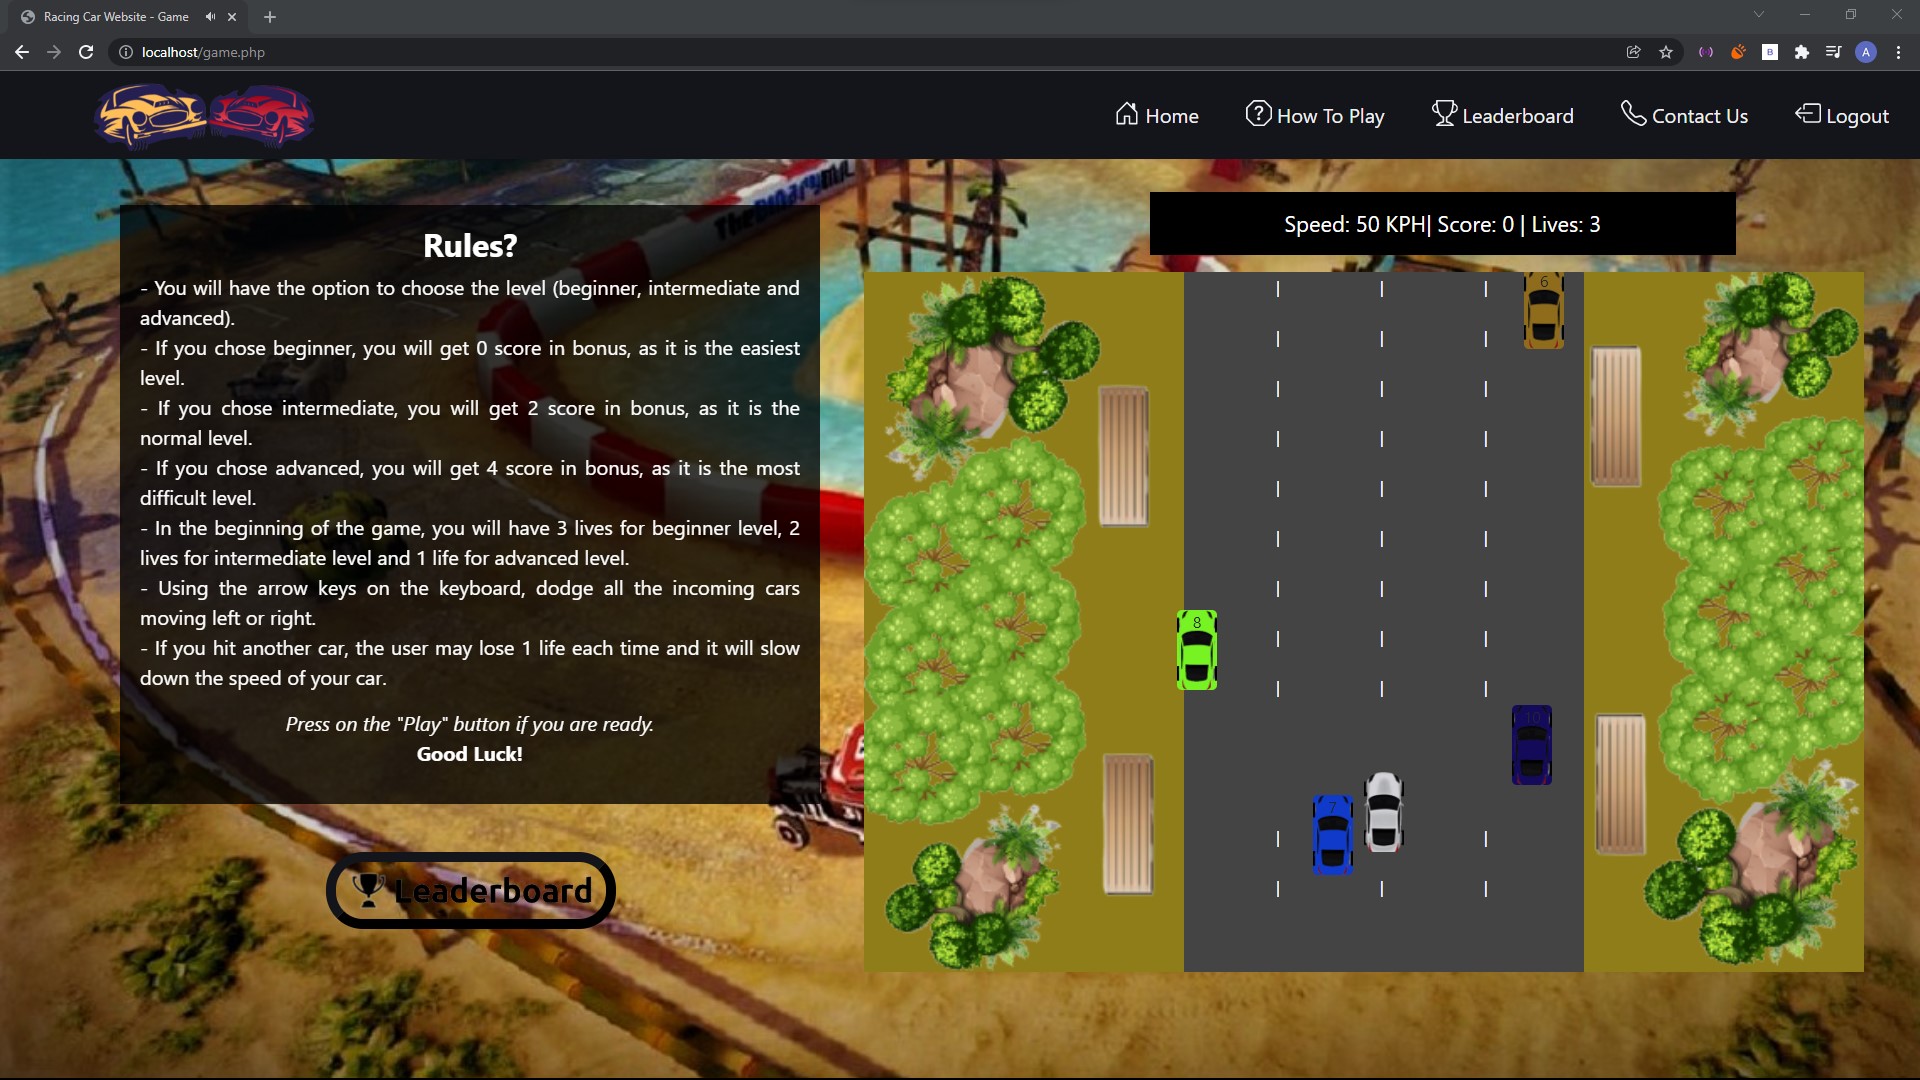 Racing Car Website - Game
localhost/game.php
B
A
Home
How To Play
Leaderboard
Contact Us
Logout
Speed: 50 KPH| Score: 0 | Lives: 3
Rules?
- You will have the option to choose the level (beginner, intermediate and
advanced).
- If you chose beginner, you will get 0 score in bonus, as it is the easiest
level.
- If you chose intermediate, you will get 2 score in bonus, as it is the
normal level.
- If you chose advanced, you will get 4 score in bonus, as it is the most
difficult level.
- In the beginning of the game, you will have 3 lives for beginner level, 2
lives for intermediate level and 1 life for advanced level.
- Using the arrow keys on the keyboard, dodge all the incoming cars
moving left or right.
- If you hit another car, the user may lose 1 life each time and it will slow
down the speed of your car.
Press on the "Play" button if you are ready.
Good Luck!
Leaderboard
6
8
10
7